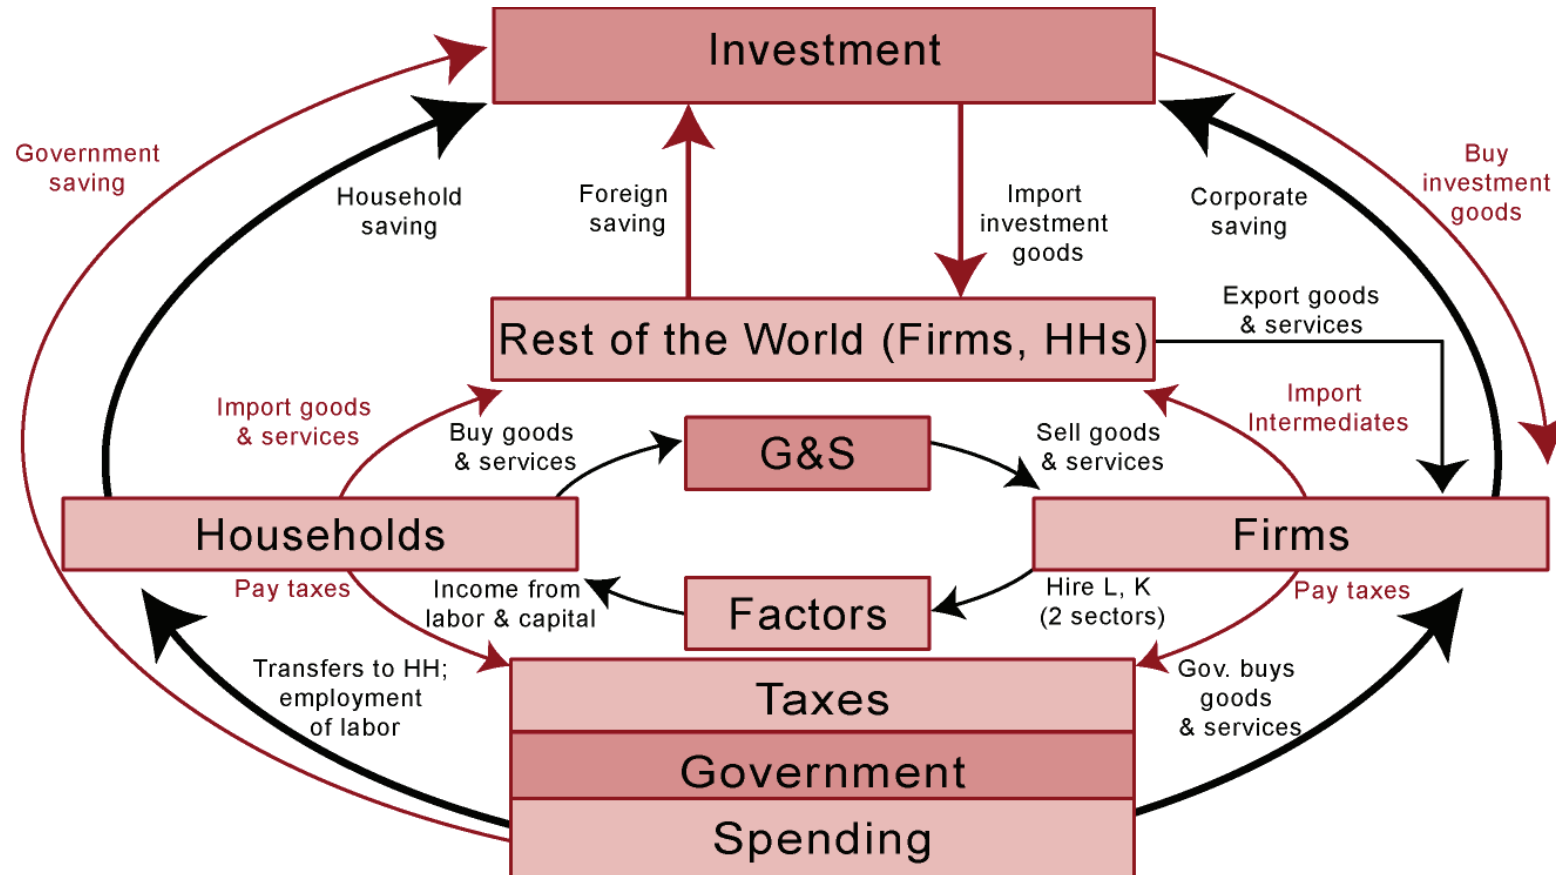 Investment
Government
saving
Household
saving
Foreign
saving
Import
investment
goods
Corporate
saving
Buy
investment
goods
Rest of the World (Firms, HHs)
Export goods
& services
Import goods
& services
Buy goods
& services
G&S
Sell goods
& services
Import
Intermediates
Households
Firms
Pay taxes
Income from
labor & capital
Factors
Hire L, K
(2 sectors)
Pay taxes
Transfers to HH;
employment
of labor
Taxes
Gov. buys
goods
& services
Government
Spending